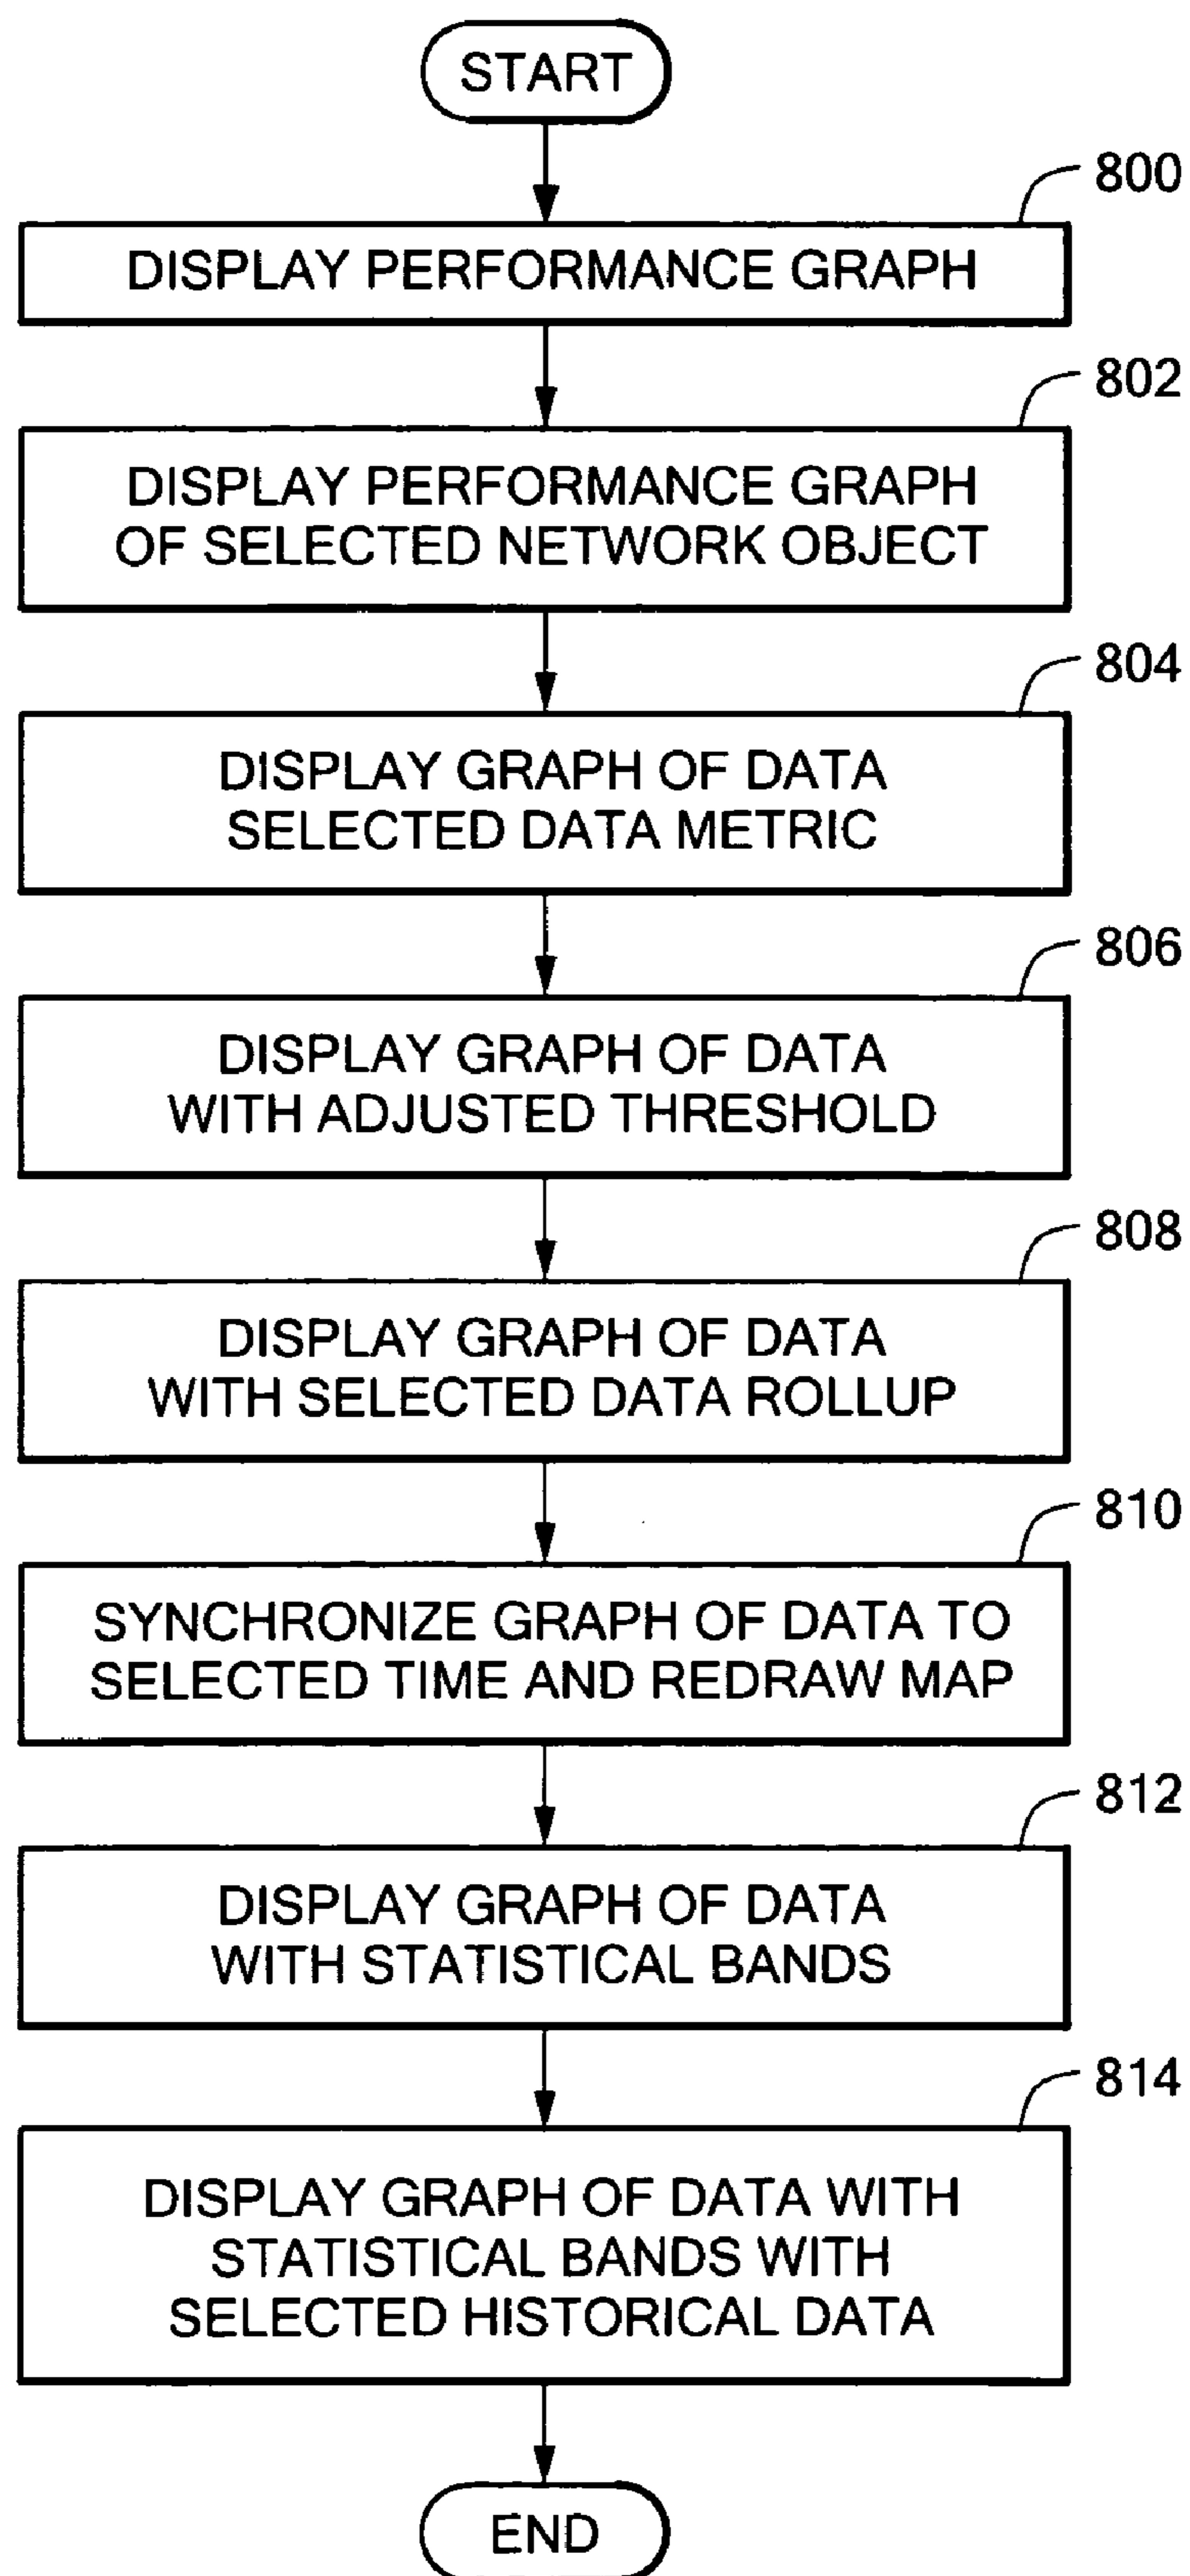 START
800
DISPLAY PERFORMANCE GRAPH
802
DISPLAY PERFORMANCE GRAPH
OF SELECTED NETWORK OBJECT
804
DISPLAY GRAPH OF DATA
SELECTED DATA METRIC
806
DISPLAY GRAPH OF DATA
WITH ADJUSTED THRESHOLD
808
DISPLAY GRAPH OF DATA
WITH SELECTED DATA ROLLUP
810
SYNCHRONIZE GRAPH OF DATA TO
SELECTED TIME AND REDRAW MAP
812
DISPLAY GRAPH OF DATA
WITH STATISTICAL BANDS
814
DISPLAY GRAPH OF DATA WITH
STATISTICAL BANDS WITH
SELECTED HISTORICAL DATA
END